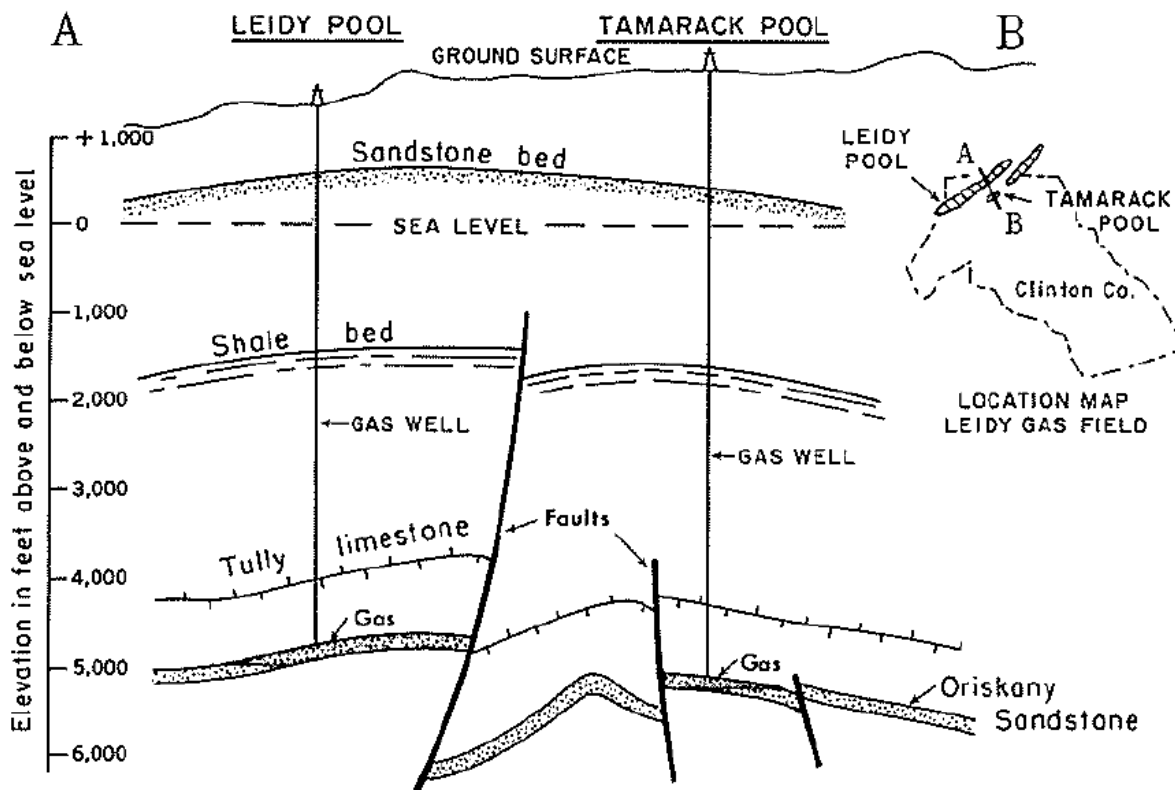 A
LEIDY POOL
TAMARACK POOL
B
GROUND SURFACE
Elevation in feet above and below sea level
+ 1,000
0
-1,000
-2,000
-3,000
-4,000
-5,000
-6,000
Sandstone bed
SEA LEVEL
Shale bed
GAS WELL
GAS WELL
Faults
Tully limestone
Gas
Gas
Oriskany
Sandstone
LEIDY
POOL
A
B
TAMARACK
POOL
Clinton Co.
LOCATION MAP
LEIDY GAS FIELD